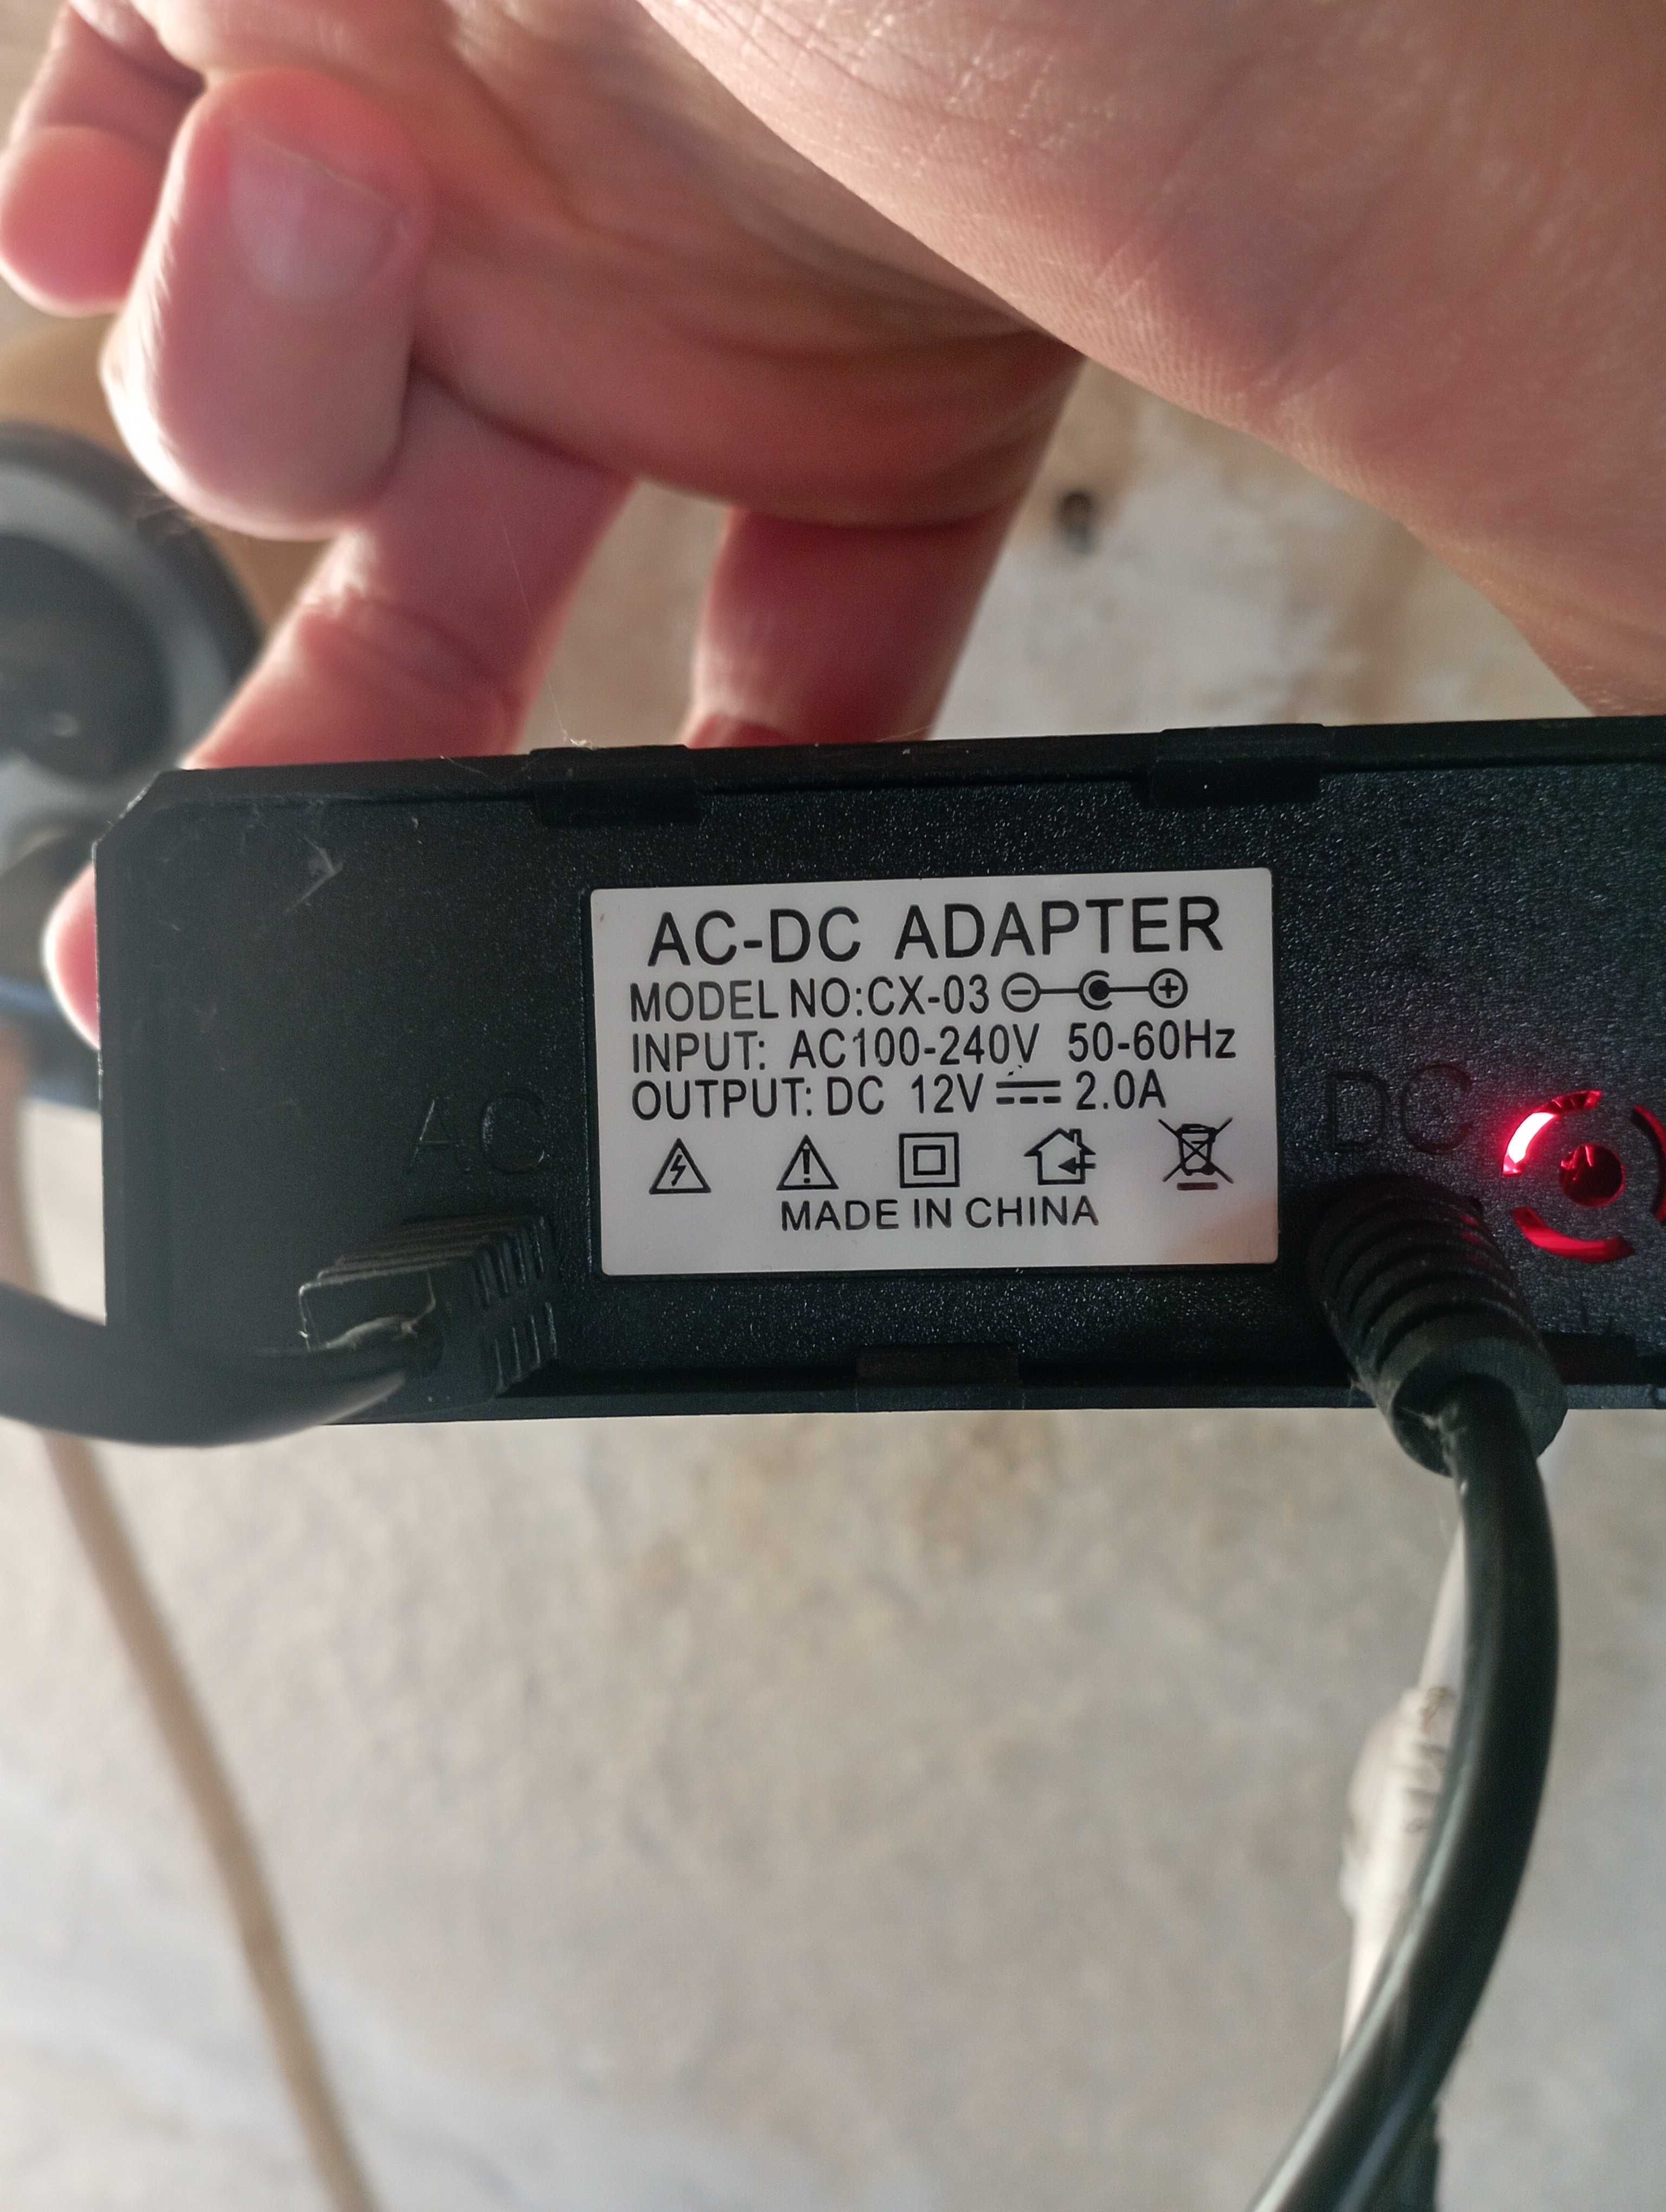 AC-DC ADAPTER
MODEL NO:CX-03
INPUT: AC100-240V 50-60Hz
OUTPUT: DC 12V 2.0A
MADE IN CHINA
AC
DC